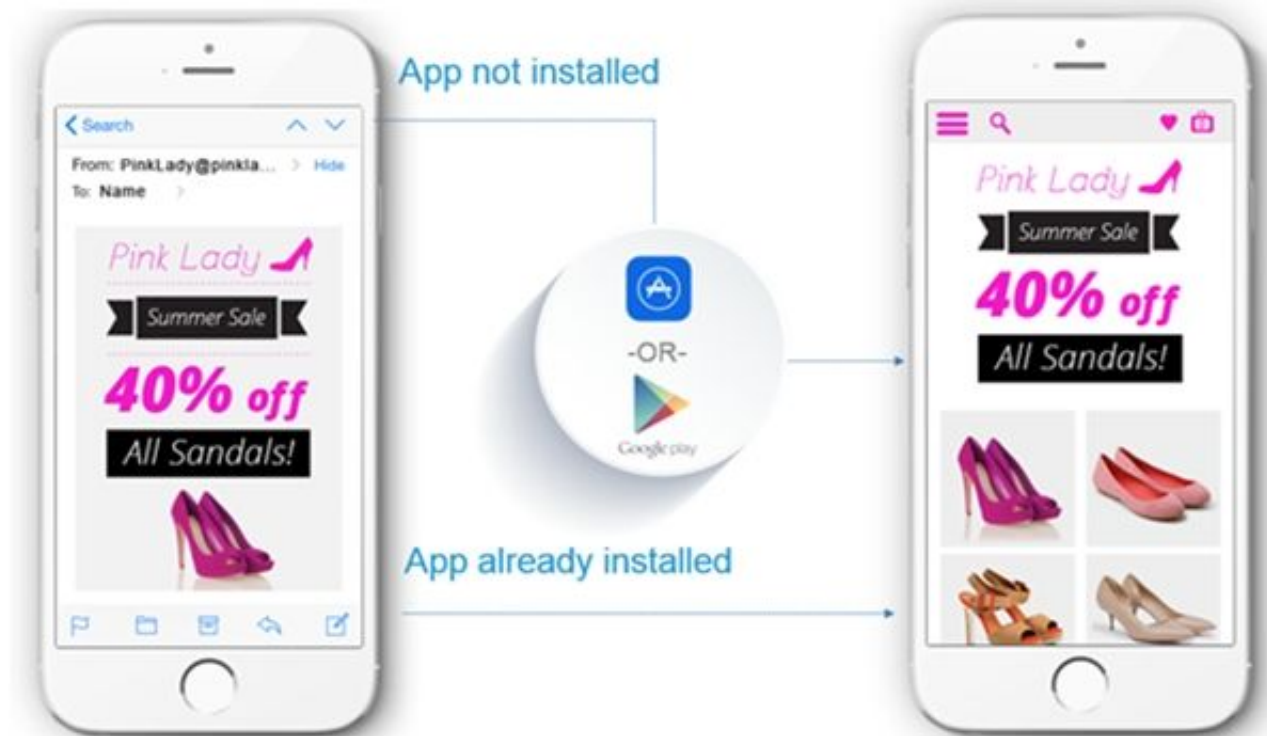 App not installed
Search
From: PinkLady@pinkla... Hide
To: Name
Pink Lady
Summer Sale
40% off
All Sandals!
-OR-
Google play
App already installed
Pink Lady
Summer Sale
40% off
All Sandals!